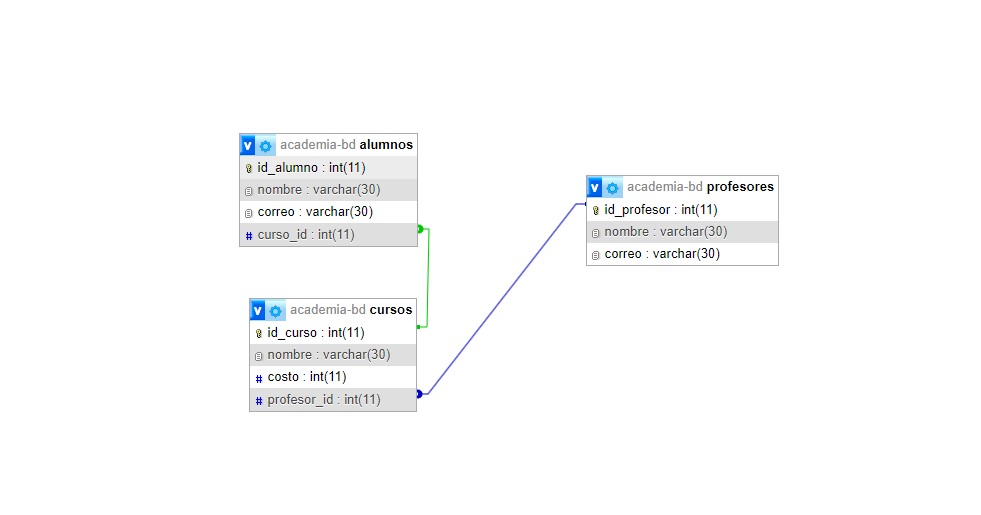 v academia-bd alumnos
id_alumno : int(11)
nombre : varchar(30)
correo : varchar(30)
# curso_id : int(11)
v academia-bd profesores
id_profesor : int(11)
nombre : varchar(30)
correo : varchar(30)
v academia-bd cursos
id_curso : int(11)
nombre : varchar(30)
# costo : int(11)
# profesor_id : int(11)